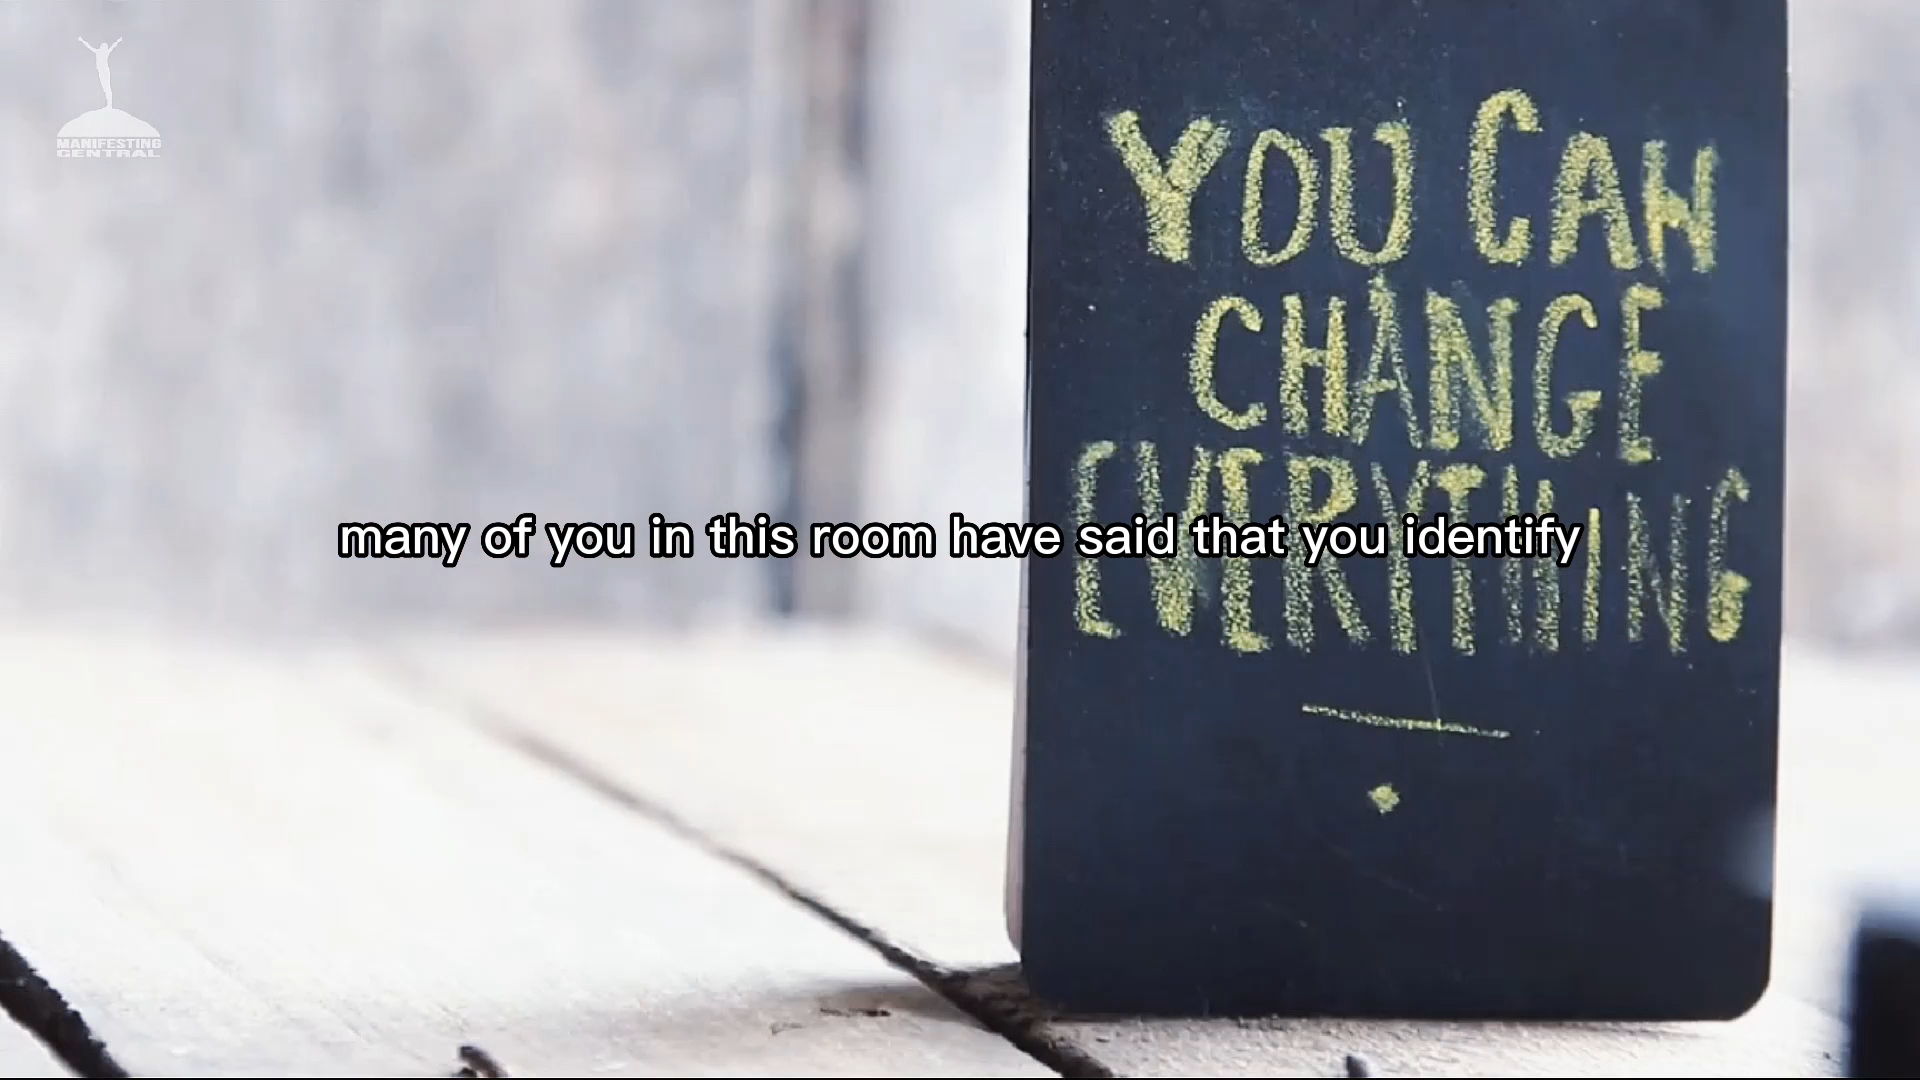 MANIFESTING
CENTRAL
YOU CAN
CHANGE
EVERYTHING
many of you in this room have said that you identify